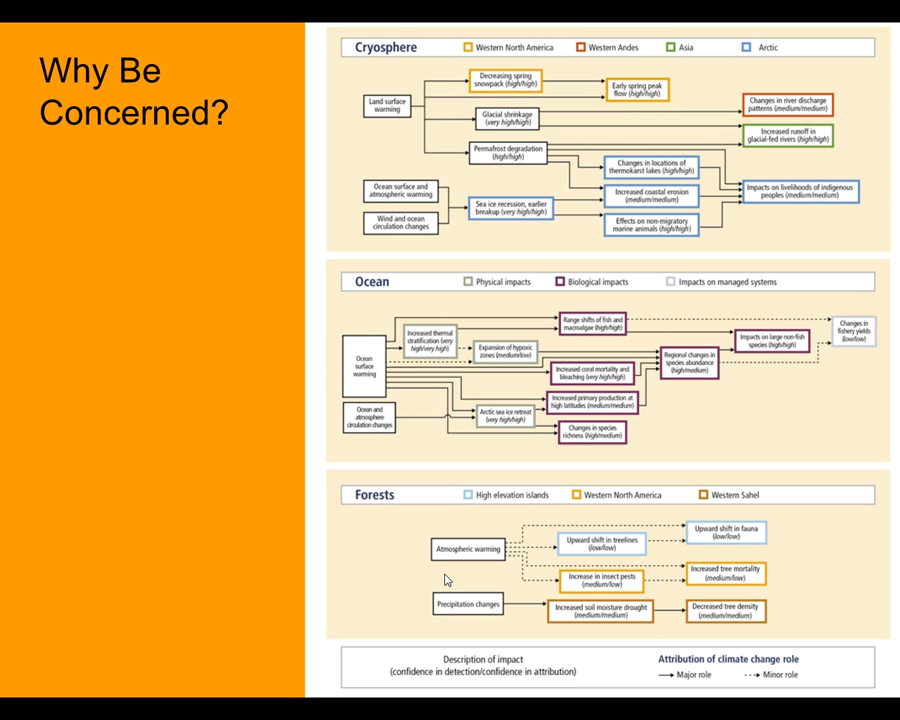 Why Be
Concerned?
Cryosphere
Western North America
Western Andes
Asia
Arctic
Decreasing spring
snowpack (high/high)
Early spring peak
flow (high/high)
Land surface
warming
Glacial shrinkage
(very high/high)
Changes in river discharge
patterns (medium/medium)
Increased runoff in
glacial-fed rivers (high/high)
Permafrost degradation
(high/high)
Changes in locations of
thermokarst lakes (high/high)
Ocean surface and
atmospheric warming
Increased coastal erosion
(medium/medium)
Impacts on livelihoods of indigenous
peoples (medium/medium)
Wind and ocean
circulation changes
Sea ice recession, earlier
breakup (very high/high)
Effects on non-migratory
marine animals (high/high)
Ocean
Physical impacts
Biological impacts
Impacts on managed systems
Range shifts of fish and
macroalgae (high/high)
Changes in
fishery yields
(low/low)
Increased thermal
stratification (very
high/very high)
Impacts on large non-fish
species (high/high)
Expansion of hypoxic
zones (medium/low)
Regional changes in
species abundance
(high/medium)
Ocean
surface
warming
Increased coral mortality and
bleaching (very high/high)
Increased primary production at
high latitudes (medium/medium)
Ocean and
atmosphere
circulation changes
Arctic sea ice retreat
(very high/high)
Changes in species
richness (high/medium)
Forests
High elevation islands
Western North America
Western Sahel
Upward shift in fauna
(low/low)
Atmospheric warming
Upward shift in treelines
(low/low)
Increased tree mortality
(medium/low)
Increase in insect pests
(medium/low)
Precipitation changes
Increased soil moisture drought
(medium/medium)
Decreased tree density
(medium/medium)
Description of impact
(confidence in detection/confidence in attribution)
Attribution of climate change role
Major role
Minor role